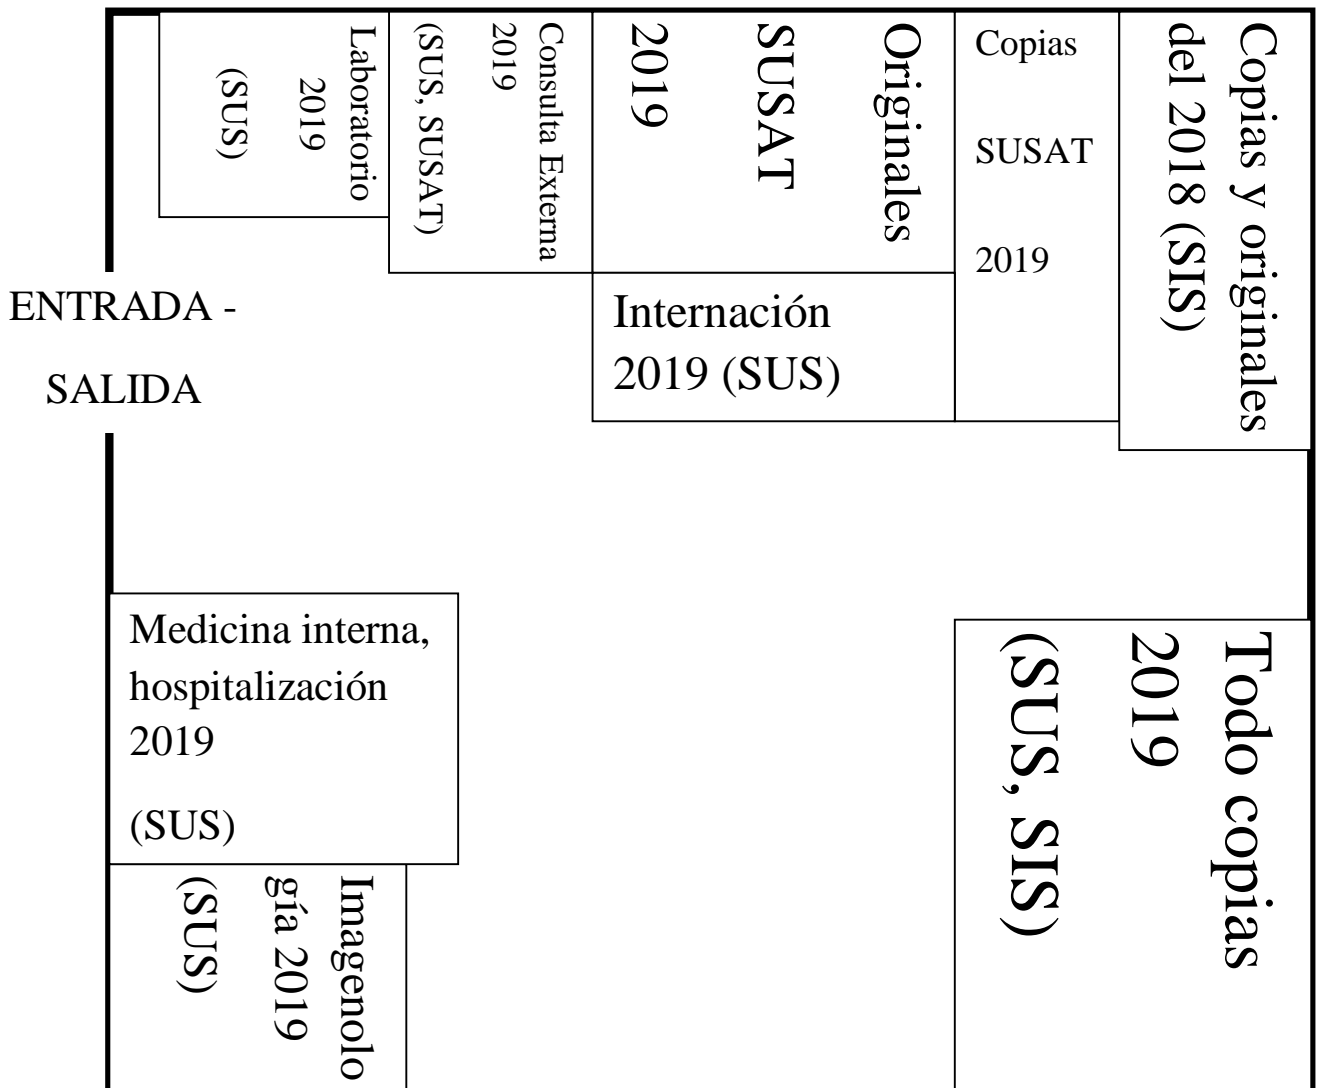 Laboratorio
2019
(SUS)
Consulta Externa
2019
(SUS, SUSAT)
Originales
SUSAT
2019
Copias
SUSAT
2019
Copias y originales
del 2018 (SIS)
ENTRADA -
SALIDA
Internación
2019 (SUS)
Medicina interna,
hospitalización
2019
(SUS)
Imagenolo
gía 2019
(SUS)
Todo copias
2019
(SUS, SIS)